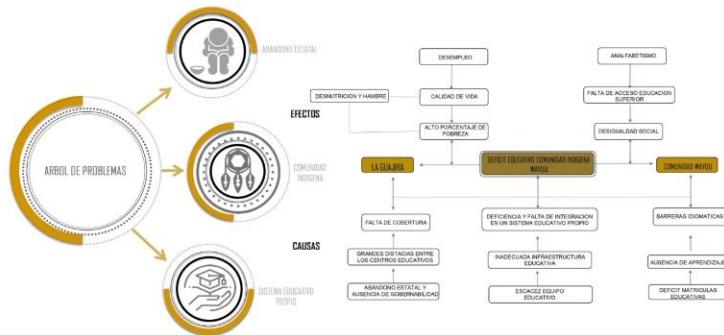 ABANDONO ESTATAL
ARBOL DE PROBLEMAS
COMUNIDAD
INDIGENA
SISTEMA EDUCATIVO
PROPIO
EFECTOS
CAUSAS
DESEMPLEO
ANALFABETISMO
DESNUTRICION Y HAMBRE
CALIDAD DE VIDA
FALTA DE ACCESO EDUCACION
SUPERIOR
ALTO PORCENTAJE DE
POBREZA
DESIGUALDAD SOCIAL
LA GUAJIRA
DEFICIT EDUCATIVO COMUNIDAD INDIGENA
WAYUU
COMUNIDAD WAYUU
FALTA DE COBERTURA
DEFICIENCIA Y FALTA DE INTEGRACION
EN UN SISTEMA EDUCATIVO PROPIO
BARRERAS IDIOMATICAS
GRANDES DISTACIAS ENTRE
LOS CENTROS EDUCATIVOS
INADECUADA INFRAESTRUCTURA
EDUCATIVA
AUSENCIA DE APRENDIZAJE
ABANDONO ESTATAL Y
AUSENCIA DE GOBERNABILIDAD
ESCACEZ EQUIPO
EDUCATIVO
DEFICIT MATRICULAS
EDUCATIVAS